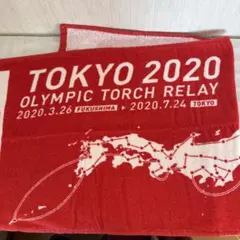 TOKYO 2020
OLYMPIC TORCH RELAY
2020.3.26 FUKUSHIMA ▸ 2020.7.24 TOKYO